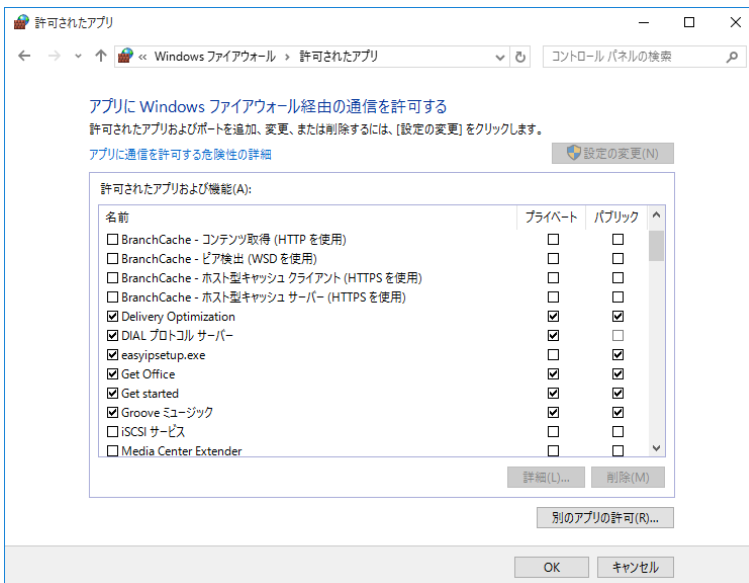 許可されたアプリ
« Windows ファイアウォール › 許可されたアプリ
コントロール パネルの検索
アプリに Windows ファイアウォール経由の通信を許可する
許可されたアプリおよびポートを追加、変更、または削除するには、[設定の変更] をクリックします。
アプリに通信を許可する危険性の詳細
設定の変更(N)
許可されたアプリおよび機能(A):
名前 プライベート パブリック
BranchCache - コンテンツ取得 (HTTP を使用)
BranchCache - ピア検出 (WSD を使用)
BranchCache - ホスト型キャッシュ クライアント (HTTPS を使用)
BranchCache - ホスト型キャッシュ サーバー (HTTPS を使用)
Delivery Optimization
DIAL プロトコル サーバー
easyipsetup.exe
Get Office
Get started
Groove ミュージック
iSCSI サービス
Media Center Extender
詳細(L)... 削除(M)
別のアプリの許可(R)...
OK キャンセル